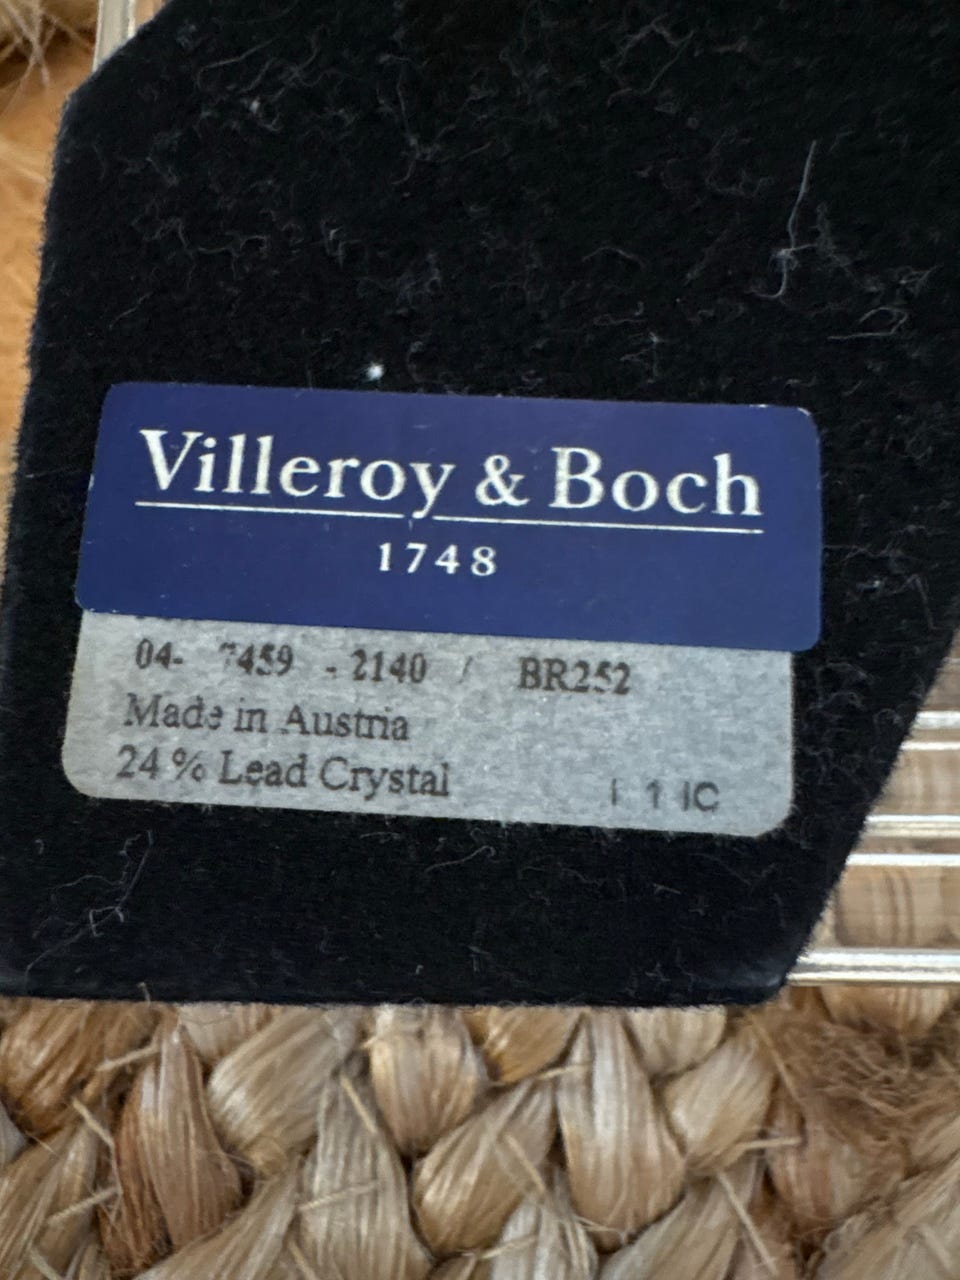 Villeroy & Boch
1748
04- 7459 - 2140 / BR252
Made in Austria
24% Lead Crystal